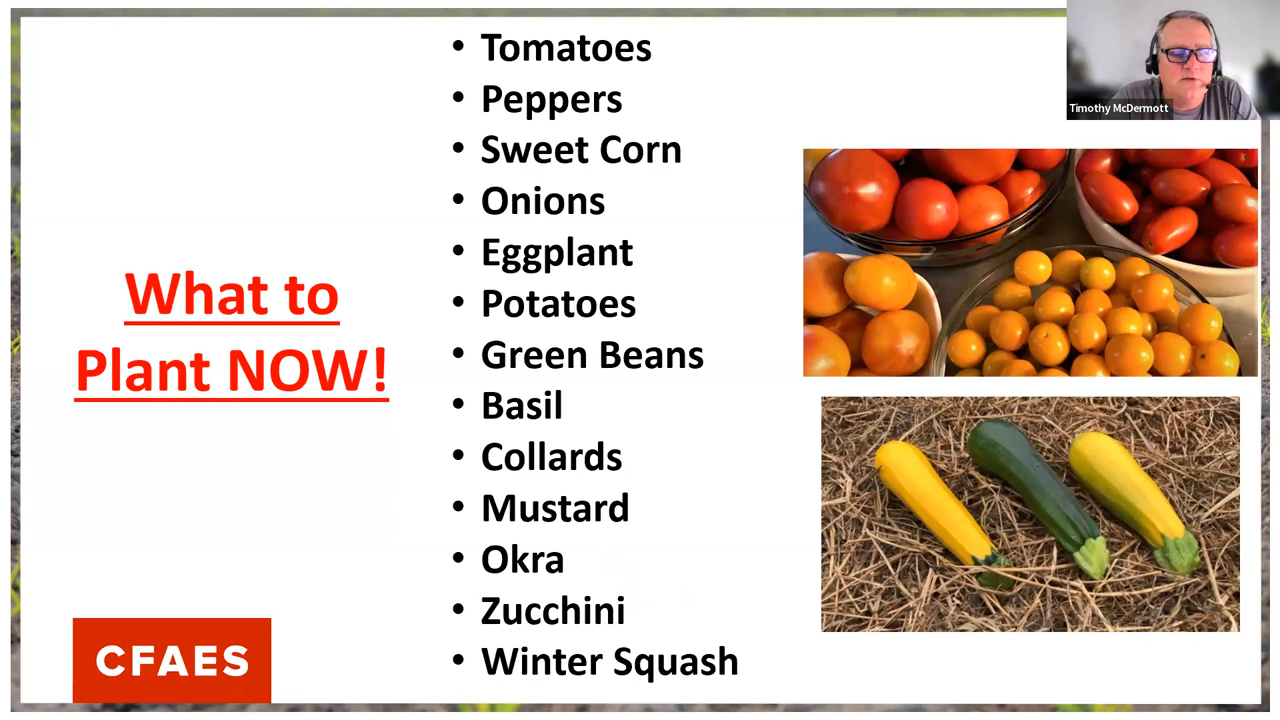 What to
Plant NOW!
• Tomatoes
• Peppers
• Sweet Corn
• Onions
• Eggplant
• Potatoes
• Green Beans
• Basil
• Collards
• Mustard
• Okra
• Zucchini
• Winter Squash
CFAES
Timothy McDermott